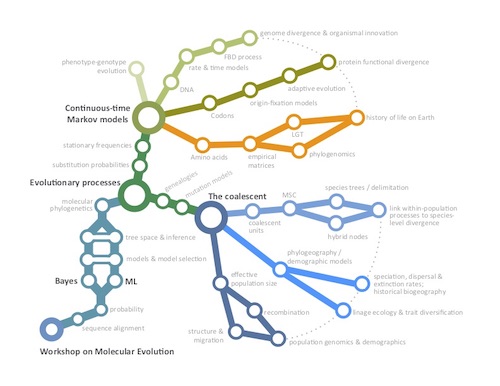 genome divergence & organismal innovation
FBD process
rate & time models
phenotype-genotype
evolution
DNA
protein functional divergence
adaptive evolution
origin-fixation models
Codons
Continuous-time
Markov models
history of life on Earth
LGT
phylogenomics
empirical
matrices
Amino acids
stationary frequencies
substitution probabilities
Evolutionary processes
genealogies
mutation models
The coalescent
species trees / delimitation
MSC
coalescent
units
hybrid nodes
link within-population
processes to species-
level divergence
molecular
phylogenetics
tree space & inference
models & model selection
Bayes
ML
probability
sequence alignment
Workshop on Molecular Evolution
phylogeography /
demographic models
effective
population size
speciation, dispersal &
extinction rates;
historical biogeography
linage ecology & trait diversification
recombination
structure &
migration
population genomics & demographics